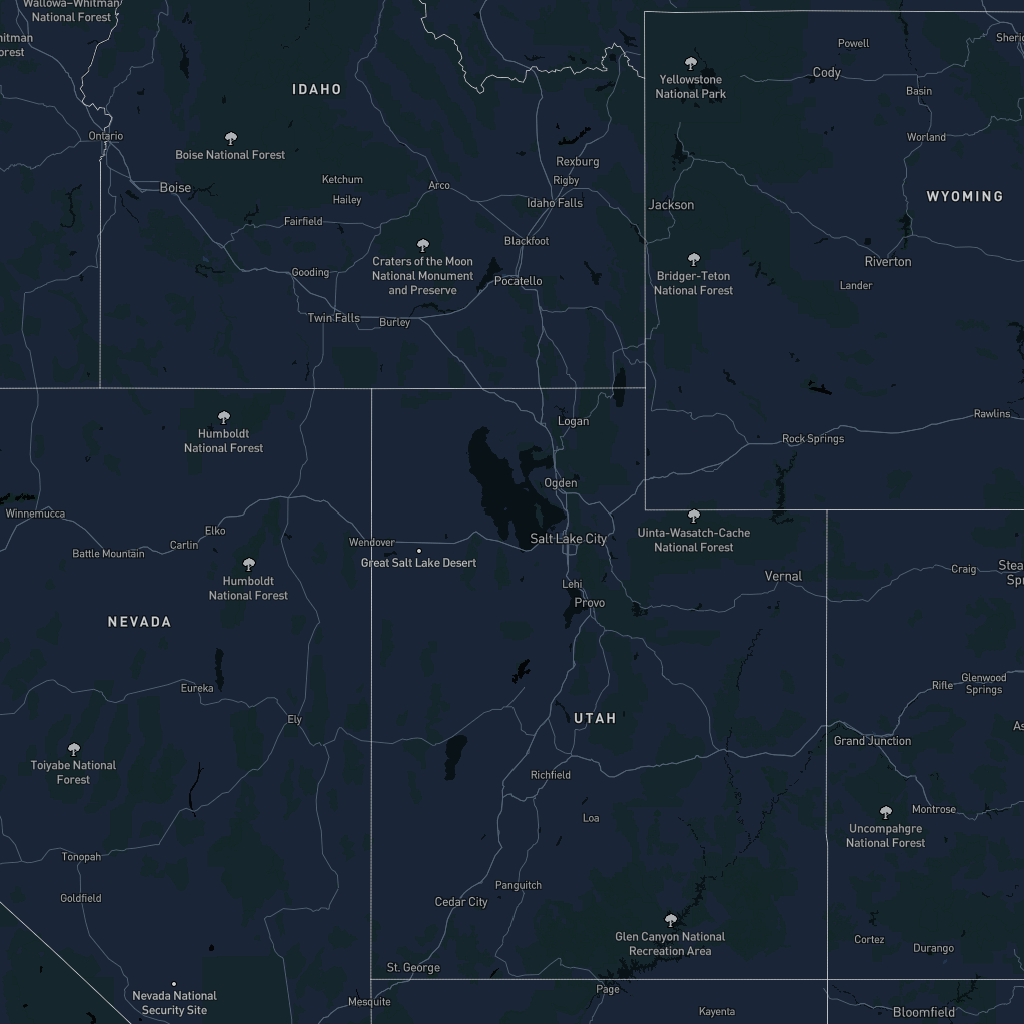 Wallowa–Whitman
National Forest
Sheric
hitman
orest
Powell
Cody
Yellowstone
National Park
IDAHO
Basin
Ontario
Worland
Boise National Forest
Rexburg
Rigby
Ketchum
Arco
Boise
Hailey
WYOMING
Idaho Falls
Jackson
Fairfield
Blackfoot
Craters of the Moon
National Monument
and Preserve
Riverton
Gooding
Bridger-Teton
National Forest
Pocatello
Lander
Twin Falls
Burley
Rawlins
Logan
Humboldt
National Forest
Rock Springs
Ogden
Winnemucca
Elko
Uinta-Wasatch-Cache
National Forest
Salt Lake City
Wendover
Carlin
Battle Mountain
Great Salt Lake Desert
Stea
Spr
Craig
Vernal
Humboldt
National Forest
Lehi
Provo
NEVADA
Glenwood
Springs
Rifle
Eureka
Ely
UTAH
As
Grand Junction
Toiyabe National
Forest
Richfield
Montrose
Loa
Uncompahgre
National Forest
Tonopah
Panguitch
Goldfield
Cedar City
Glen Canyon National
Recreation Area
Cortez
Durango
St. George
Page
Nevada National
Security Site
Mesquite
Kayenta
Bloomfield